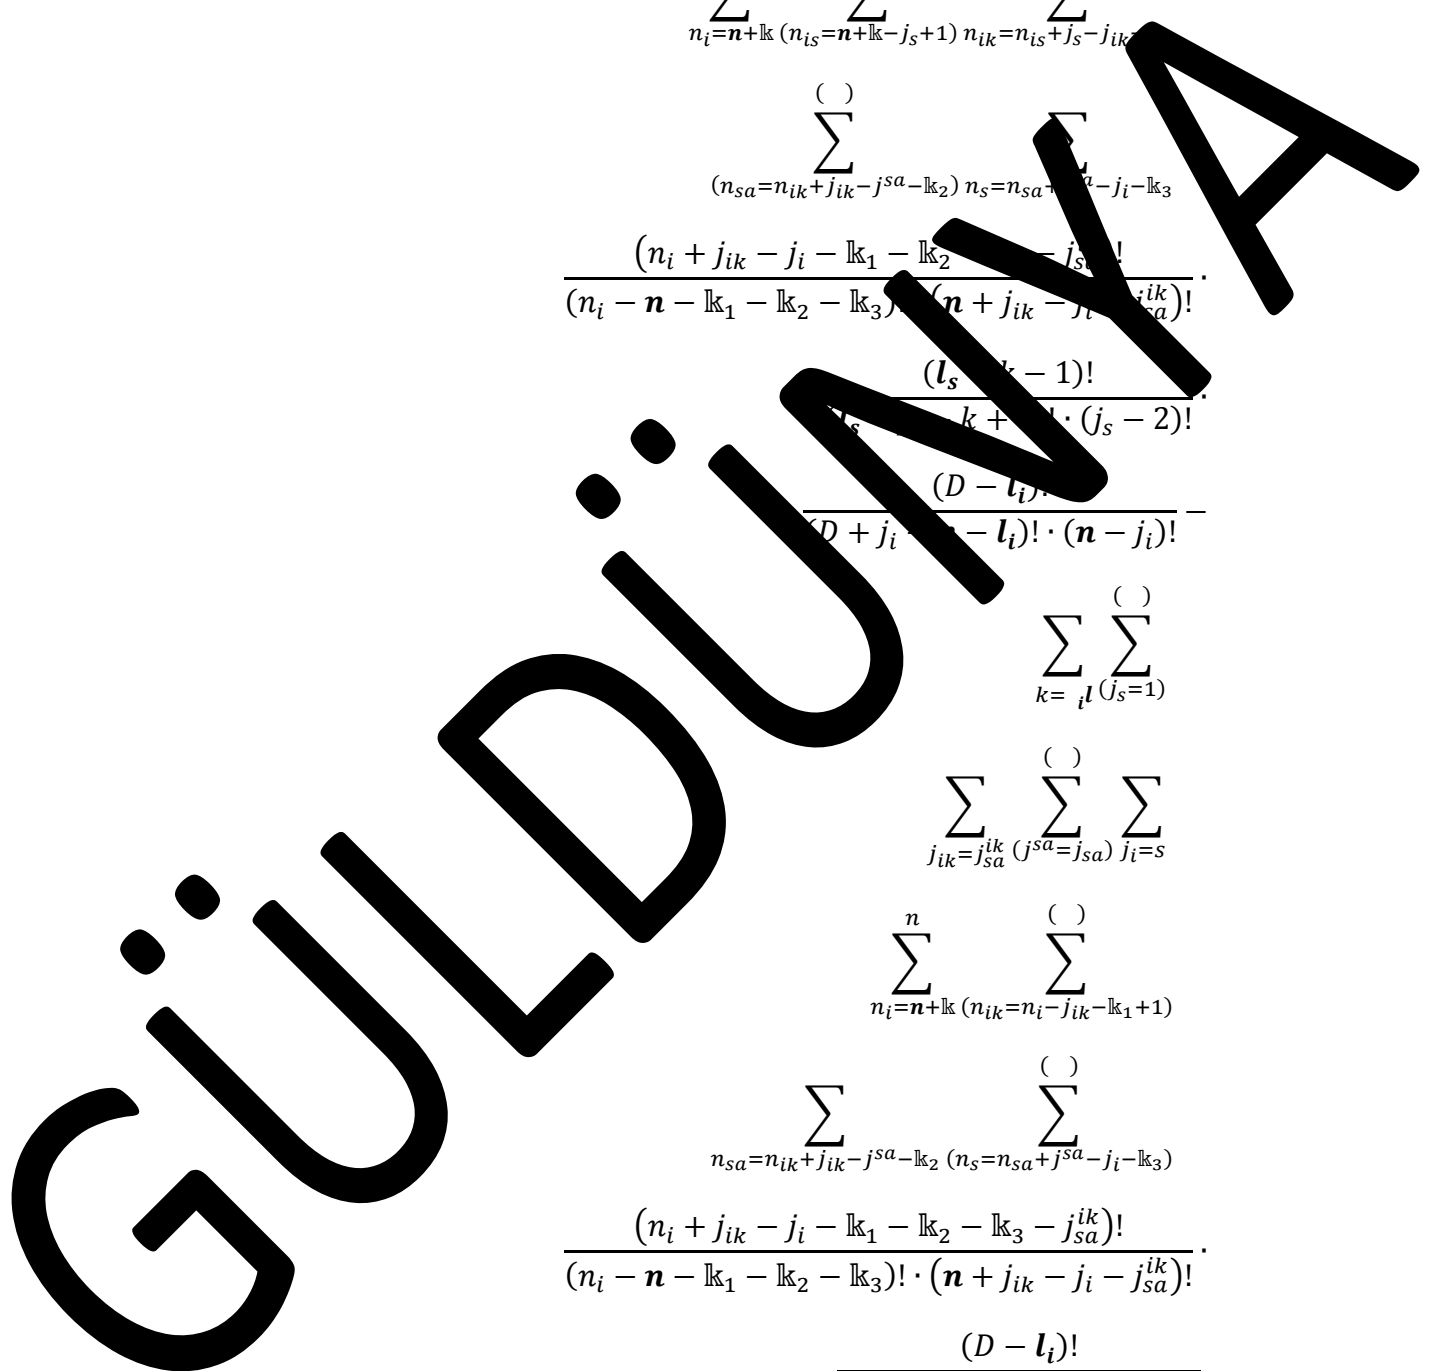 ∑ ∑ ∑
n_i=n+𝕜 (n_is=n+𝕜−j_s+1) n_ik=n_is+j_s−j_ik
( )
∑ ∑
(n_sa=n_ik+j_ik−j^sa−𝕜_2) n_s=n_sa+ −j_i−𝕜_3
(n_i + j_ik − j_i − 𝕜_1 − 𝕜_2
(n_i − n − 𝕜_1 − 𝕜_2 − 𝕜_3) (n + j_ik − j_i j_sa^ik)! ·
(l_s k − 1)!
l_s k + ! · (j_s − 2)! ·
(D − l_i)!
(D + j_i − l_i)! · (n − j_i)! −
( )
∑ ∑
k= _il (j_s=1)
( )
∑ ∑ ∑
j_ik=j_sa^ik (j^sa=j_sa) j_i=s
n ( )
∑ ∑
n_i=n+𝕜 (n_ik=n_i−j_ik−𝕜_1+1)
( )
∑ ∑
n_sa=n_ik+j_ik−j^sa−𝕜_2 (n_s=n_sa+j^sa−j_i−𝕜_3)
(n_i + j_ik − j_i − 𝕜_1 − 𝕜_2 − 𝕜_3 − j_sa^ik)!
(n_i − n − 𝕜_1 − 𝕜_2 − 𝕜_3)! · (n + j_ik − j_i − j_sa^ik)! ·
(D − l_i)!
GÜLDÜNYA